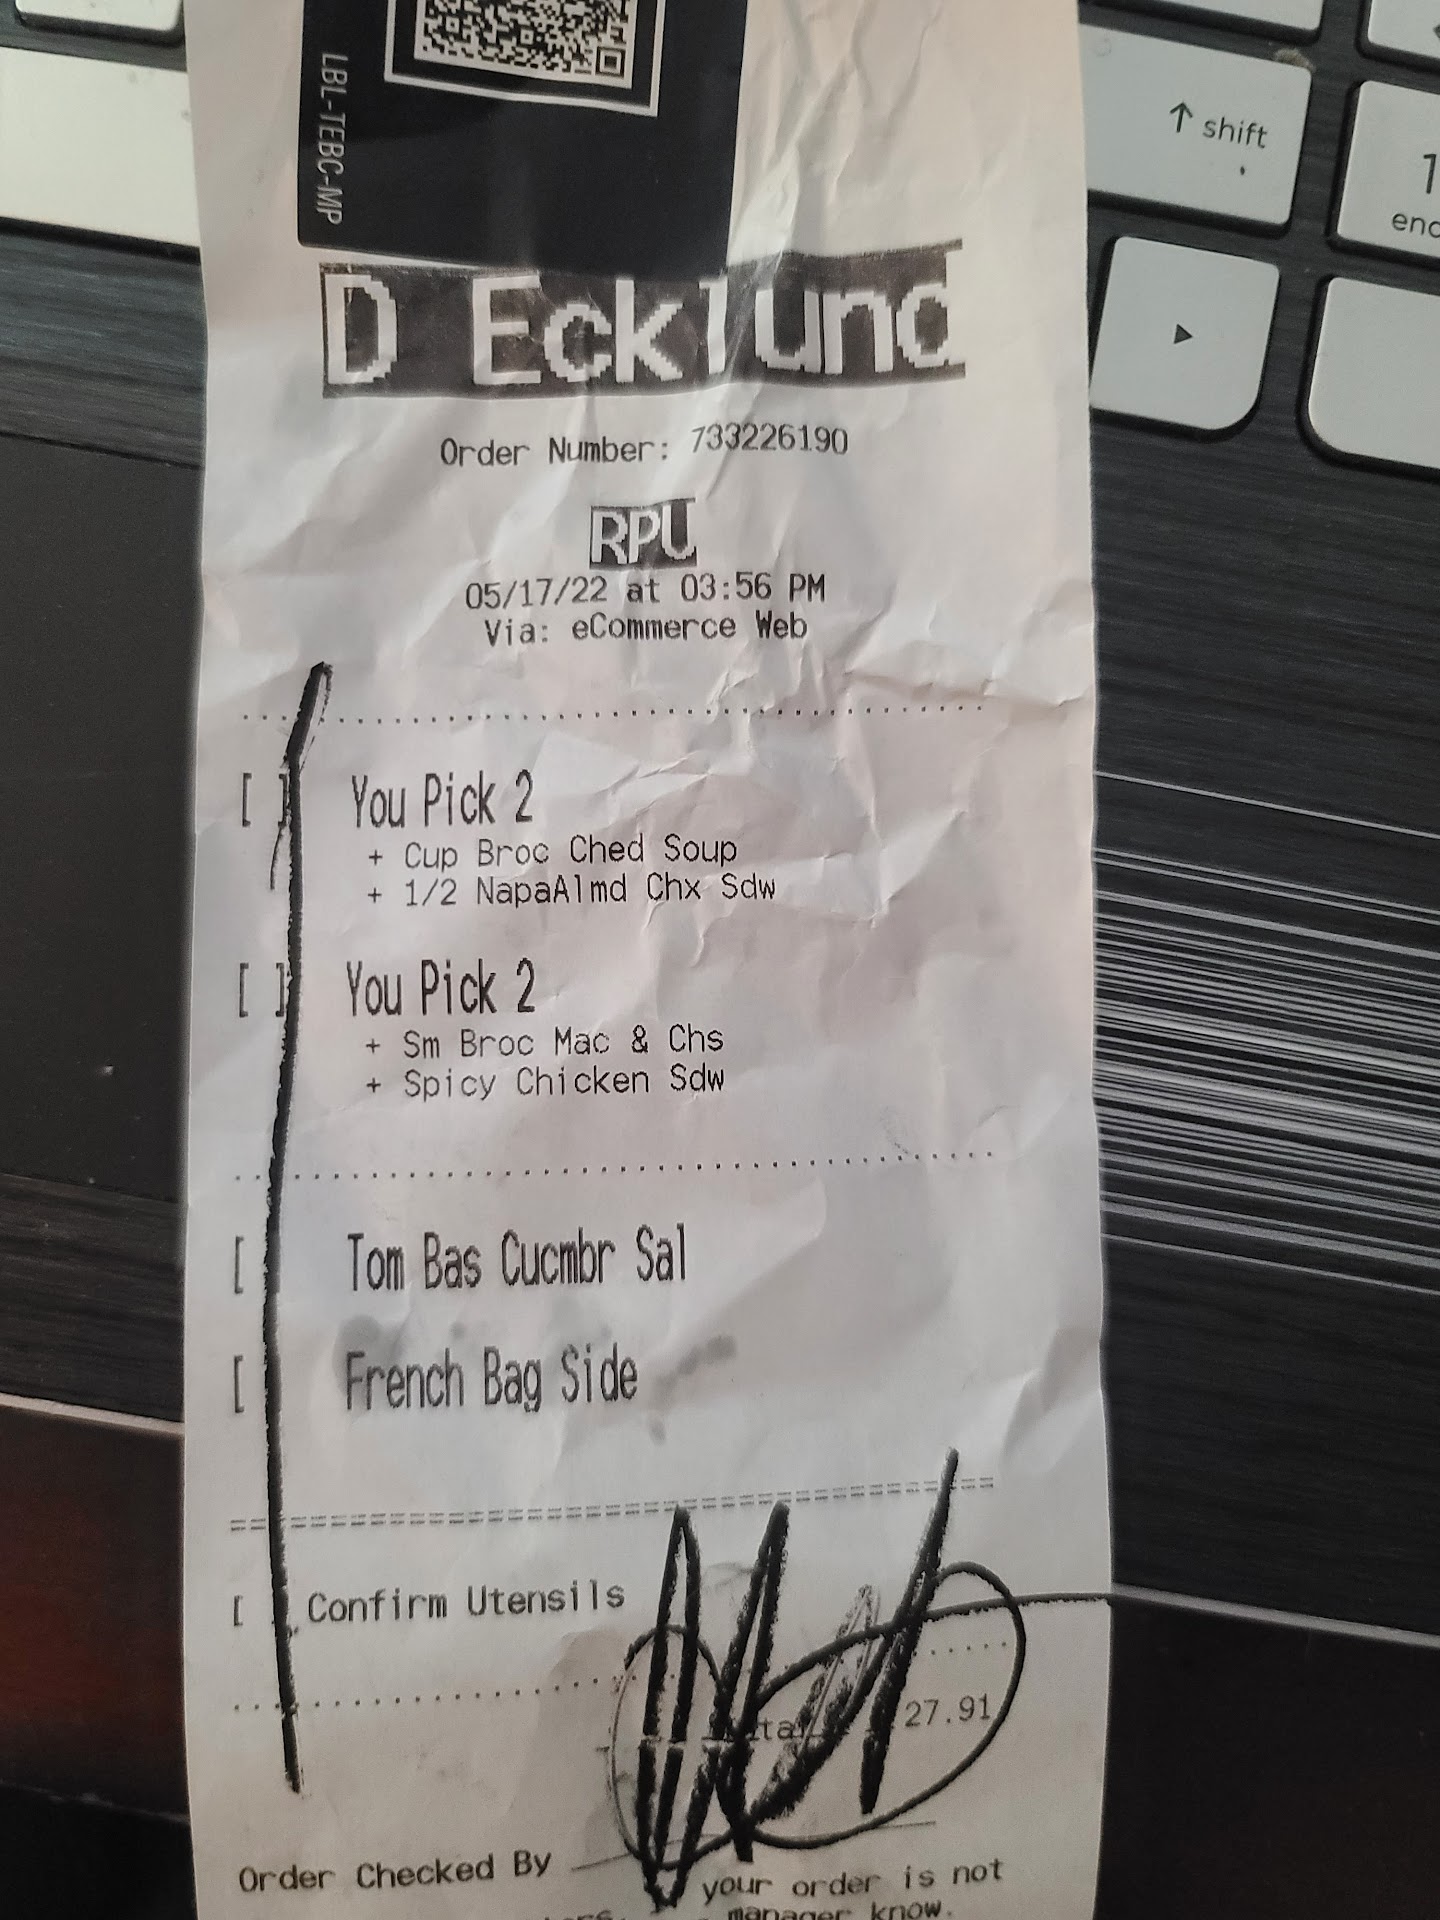 LBL-TEBC-MP
D Ecklund
Order Number: 733226190
RPU
05/17/22 at 03:56 PM
Via: eCommerce Web
[ ] You Pick 2
+ Cup Broc Ched Soup
+ 1/2 NapaAlmd Chx Sdw
[ ] You Pick 2
+ Sm Broc Mac & Chs
+ Spicy Chicken Sdw
[ Tom Bas Cucmbr Sal
[ French Bag Side
[ Confirm Utensils
27.91
Order Checked By
your order is not
manager know.
↑ shift
1
end